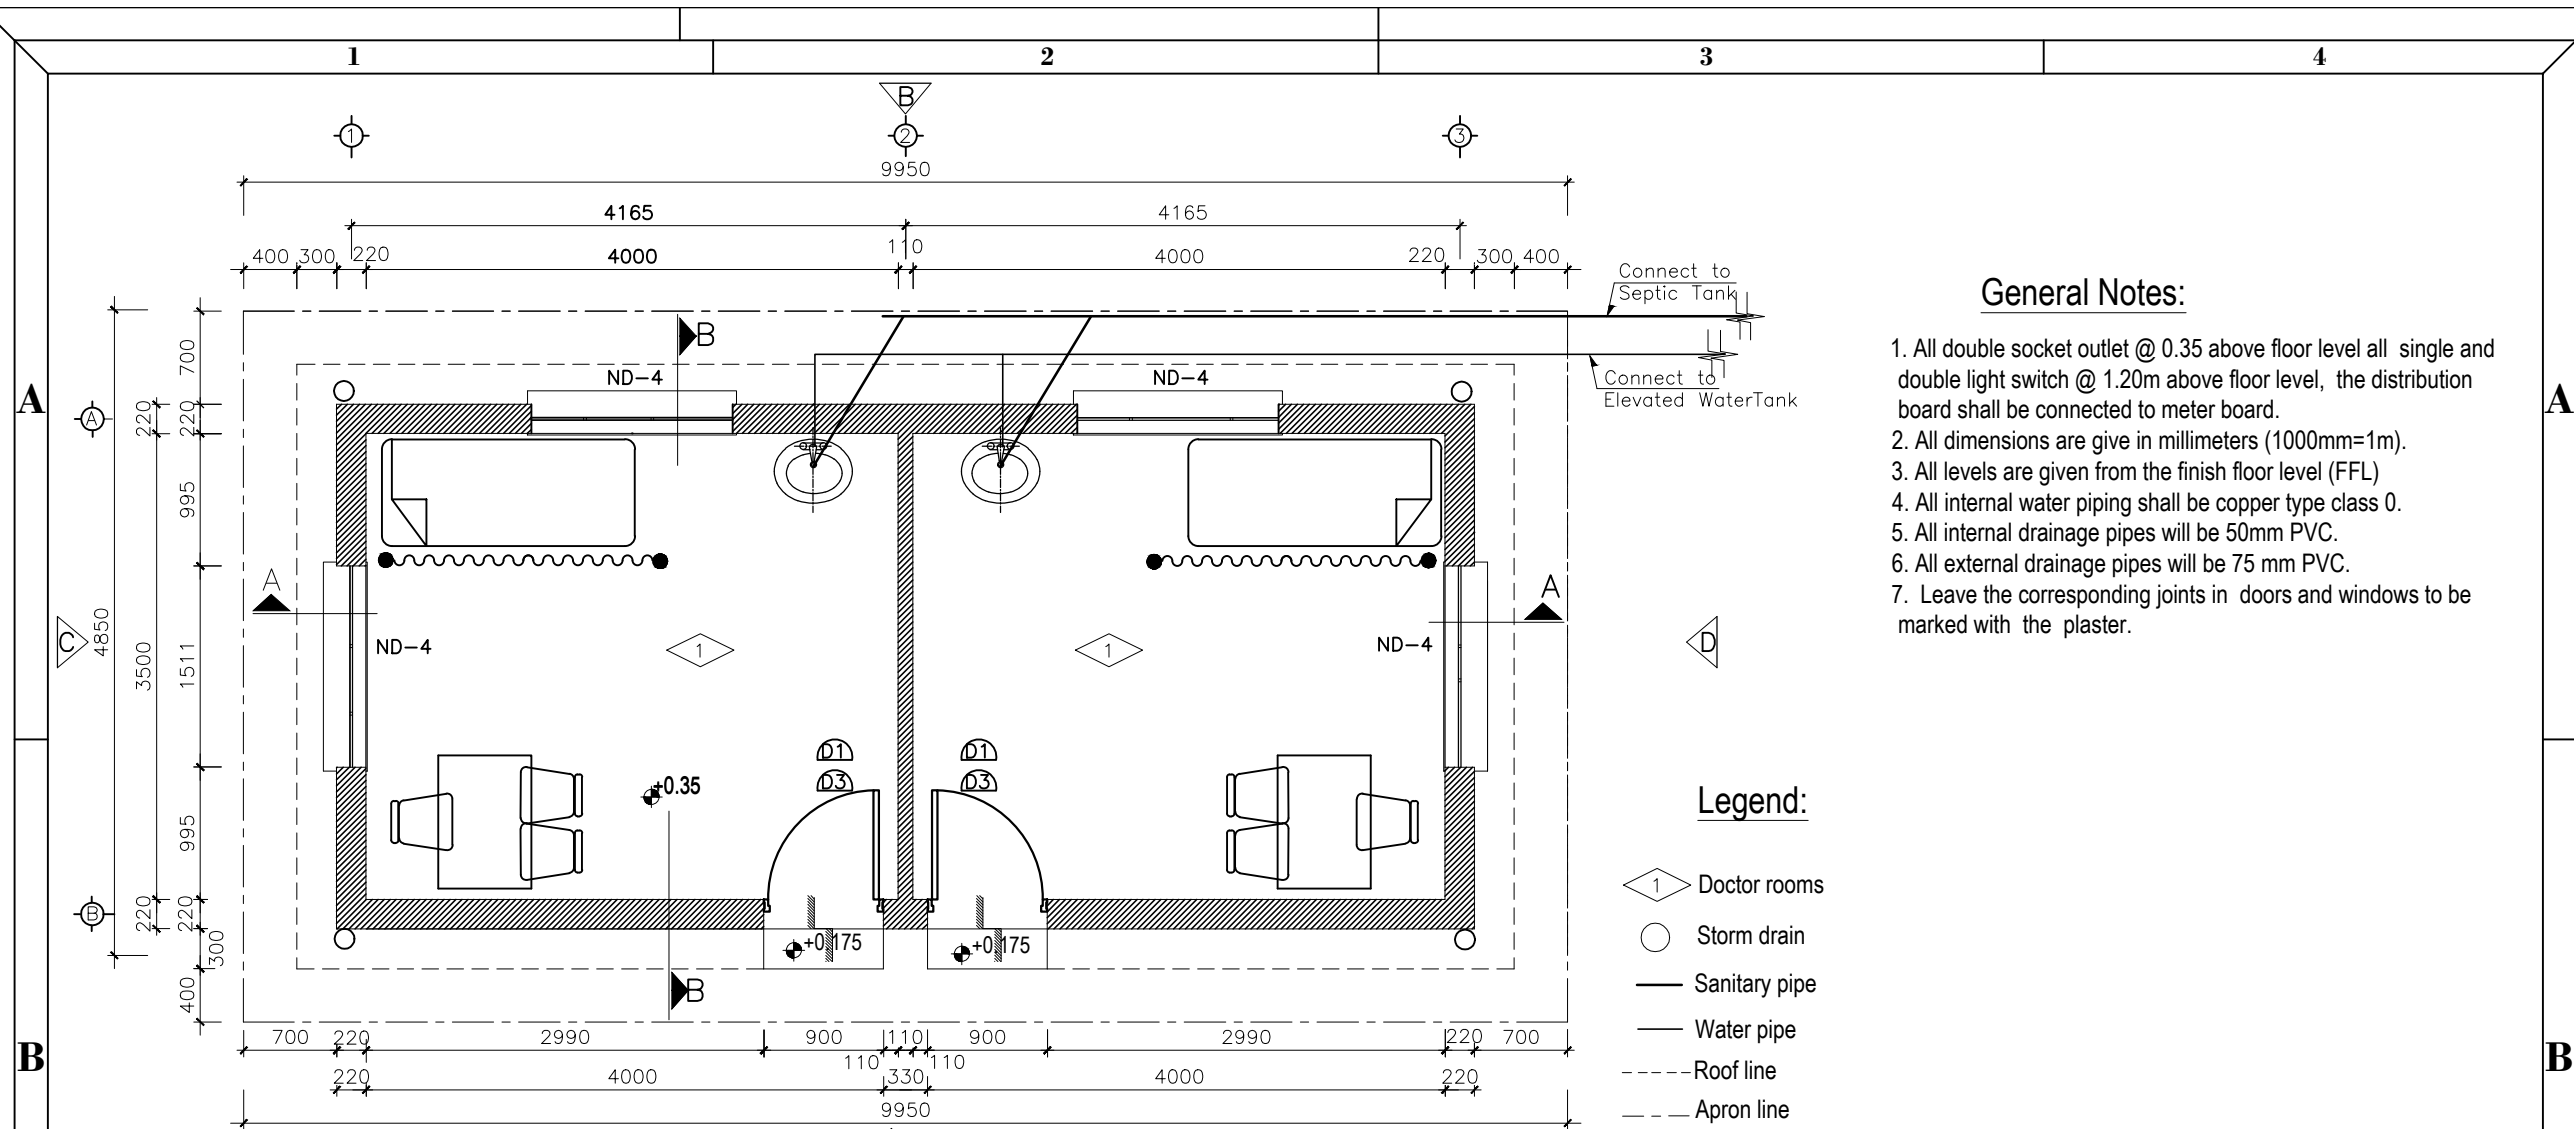 1 2 3 4
B
1 2 3
9950
4165 4165
400 300 220 4000 110 4000 220 300 400
Connect to
Septic Tank
Connect to
Elevated WaterTank
General Notes:
1. All double socket outlet @ 0.35 above floor level all single and
double light switch @ 1.20m above floor level, the distribution
board shall be connected to meter board.
2. All dimensions are give in millimeters (1000mm=1m).
3. All levels are given from the finish floor level (FFL)
4. All internal water piping shall be copper type class 0.
5. All internal drainage pipes will be 50mm PVC.
6. All external drainage pipes will be 75 mm PVC.
7. Leave the corresponding joints in doors and windows to be
marked with the plaster.
A A
A
B
C
4850
220 3500 220
700 220 995 1511 995 220 300 400
B
ND-4 ND-4
B
A A
ND-4 ND-4
D
1 1
D1 D1
D3 D3
+0.35
+0.175 +0.175
B
Legend:
1 Doctor rooms
Storm drain
Sanitary pipe
Water pipe
Roof line
Apron line
700 220 2990 900 110 900 2990 220 700
110 110
220 4000 330 4000 220
9950
B B